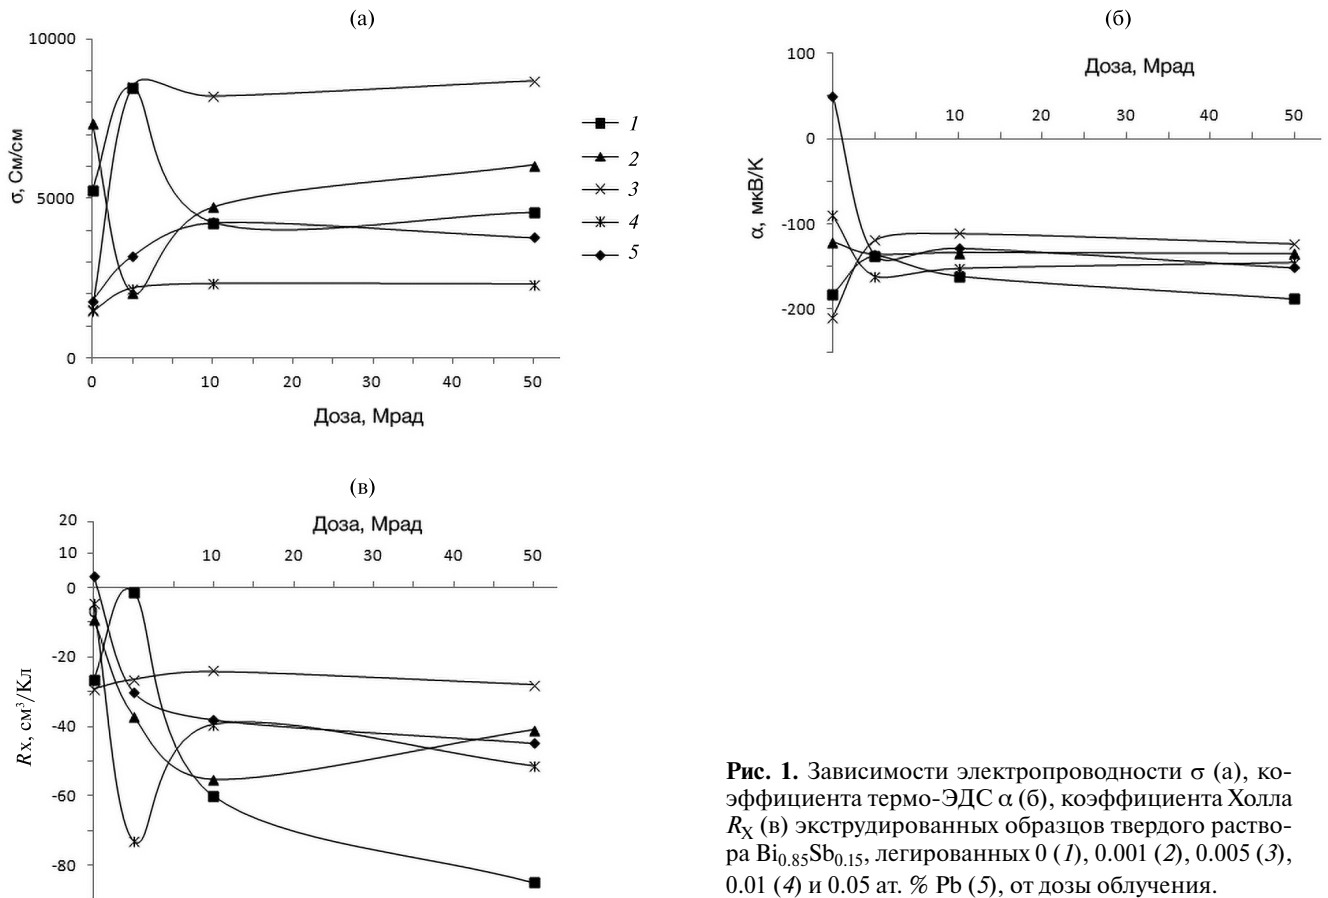 (а)
10000
5000
0
σ, См/см
0 10 20 30 40 50
Доза, Мрад
1
2
3
4
5
(б)
100
Доза, Мрад
10 20 30 40 50
0
-100
-200
α, мкВ/К
(в)
20
Доза, Мрад
10
10 20 30 40 50
0
-20
-40
-60
-80
Rх, см³/Кл
Рис. 1. Зависимости электропроводности σ (а), ко-
эффициента термо-ЭДС α (б), коэффициента Холла
R_X (в) экструдированных образцов твердого раство-
ра Bi₀.₈₅Sb₀.₁₅, легированных 0 (1), 0.001 (2), 0.005 (3),
0.01 (4) и 0.05 ат. % Pb (5), от дозы облучения.